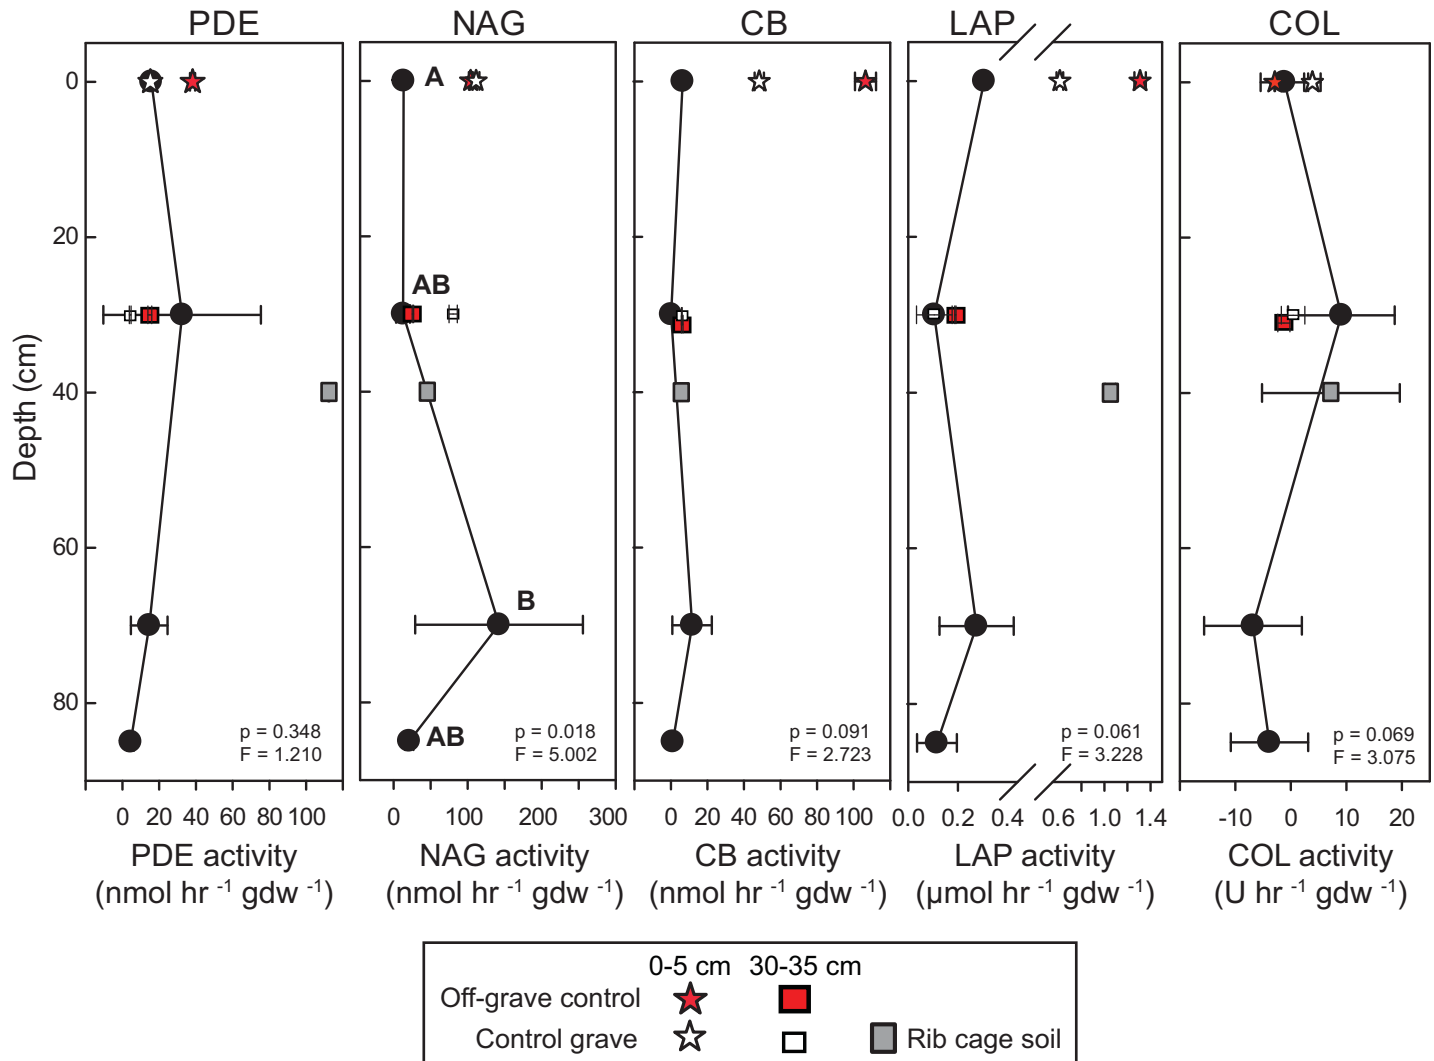 PDE NAG CB LAP COL
Depth (cm)
0
20
40
60
80
A
AB
B
AB
p = 0.348
F = 1.210
p = 0.018
F = 5.002
p = 0.091
F = 2.723
p = 0.061
F = 3.228
p = 0.069
F = 3.075
0 20 40 60 80 100
0 100 200 300
0 20 40 60 80 100
0.0 0.2 0.4 0.6 1.0 1.4
-10 0 10 20
PDE activity
(nmol hr -1 gdw -1)
NAG activity
(nmol hr -1 gdw -1)
CB activity
(nmol hr -1 gdw -1)
LAP activity
(µmol hr -1 gdw -1)
COL activity
(U hr -1 gdw -1)
0-5 cm 30-35 cm
Off-grave control
Control grave Rib cage soil